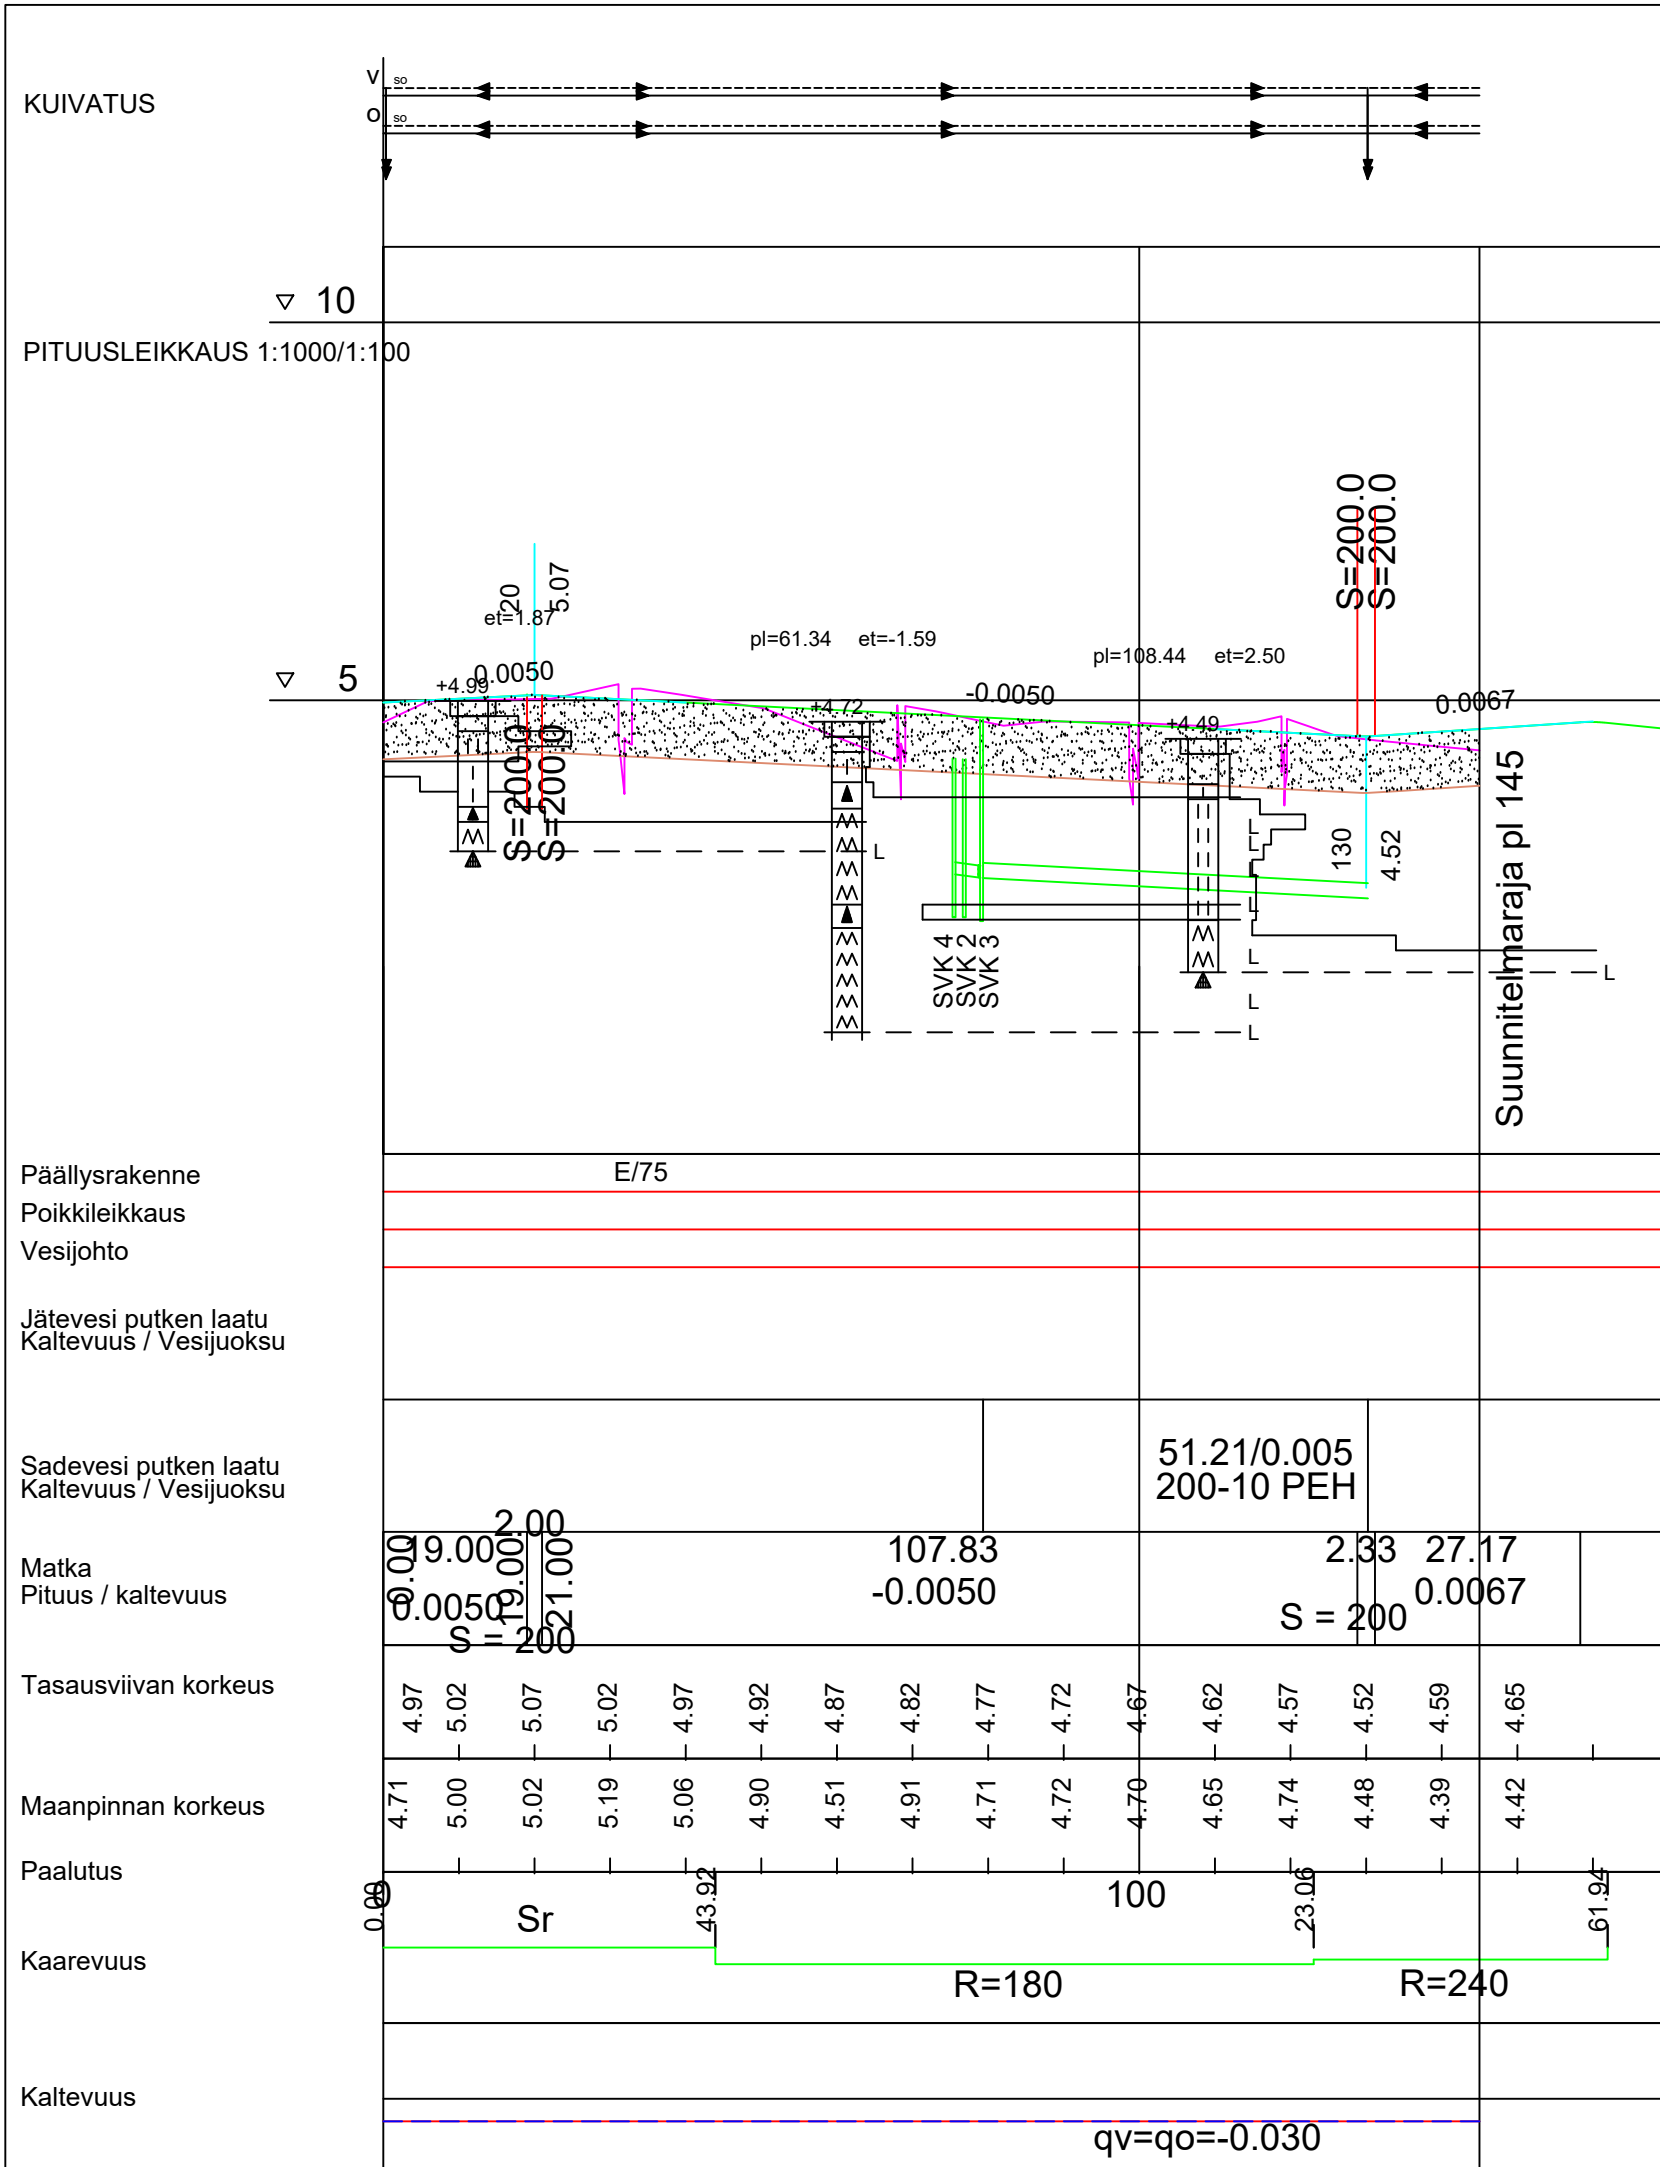 KUIVATUS
v so
o so
10
PITUUSLEIKKAUS 1:1000/1:100
S=200.0
S=200.0
20
5.07
et=1.87
pl=61.34 et=-1.59
pl=108.44 et=2.50
5
+4.99
0.0050
+4.72
-0.0050
+4.49
0.0067
S=200.0
S=200.0
L
L
L
L
L
L
L
L
L
130
4.52
SVK 4
SVK 2
SVK 3
Suunnitelmaraja pl 145
Päällysrakenne
E/75
Poikkileikkaus
Vesijohto
Jätevesi putken laatu
Kaltevuus / Vesijuoksu
Sadevesi putken laatu
Kaltevuus / Vesijuoksu
51.21/0.005
200-10 PEH
Matka
Pituus / kaltevuus
0.00
19.00
0.0050
2.00
19.00
21.00
S = 200
107.83
-0.0050
2.33
S = 200
27.17
0.0067
Tasausviivan korkeus
4.97 5.02 5.07 5.02 4.97 4.92 4.87 4.82 4.77 4.72 4.67 4.62 4.57 4.52 4.59 4.65
Maanpinnan korkeus
4.71 5.00 5.02 5.19 5.06 4.90 4.51 4.91 4.71 4.72 4.70 4.65 4.74 4.48 4.39 4.42
Paalutus
0 100
0.00 43.92 23.06 61.94
Kaarevuus
Sr R=180 R=240
Kaltevuus
qv=qo=-0.030